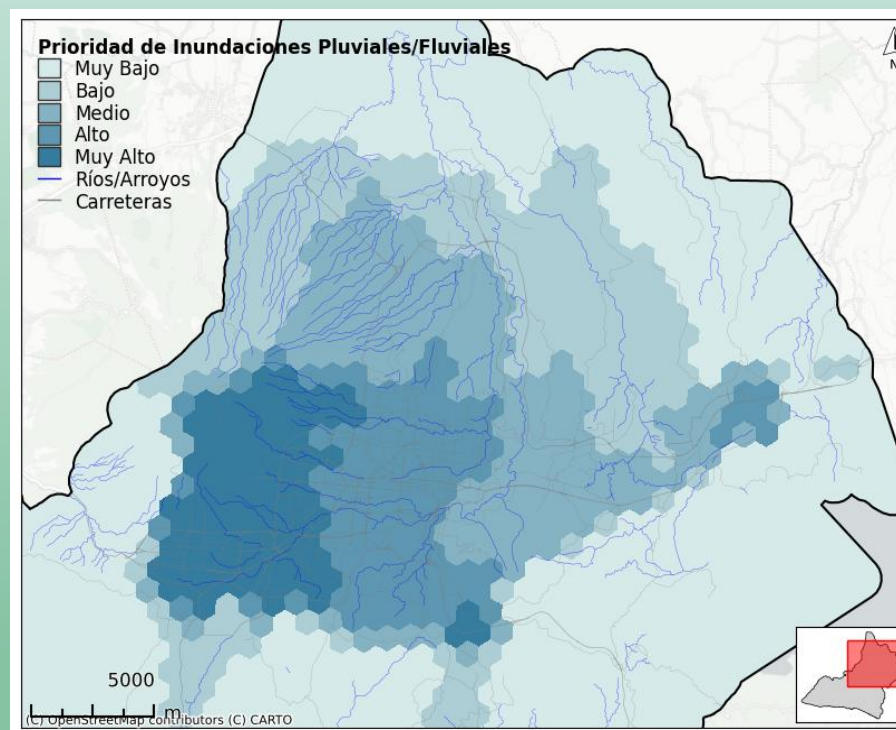 Prioridad de Inundaciones Pluviales/Fluviales
Muy Bajo
Bajo
Medio
Alto
Muy Alto
Ríos/Arroyos
Carreteras
N
5000
m
(C) OpenStreetMap contributors (C) CARTO